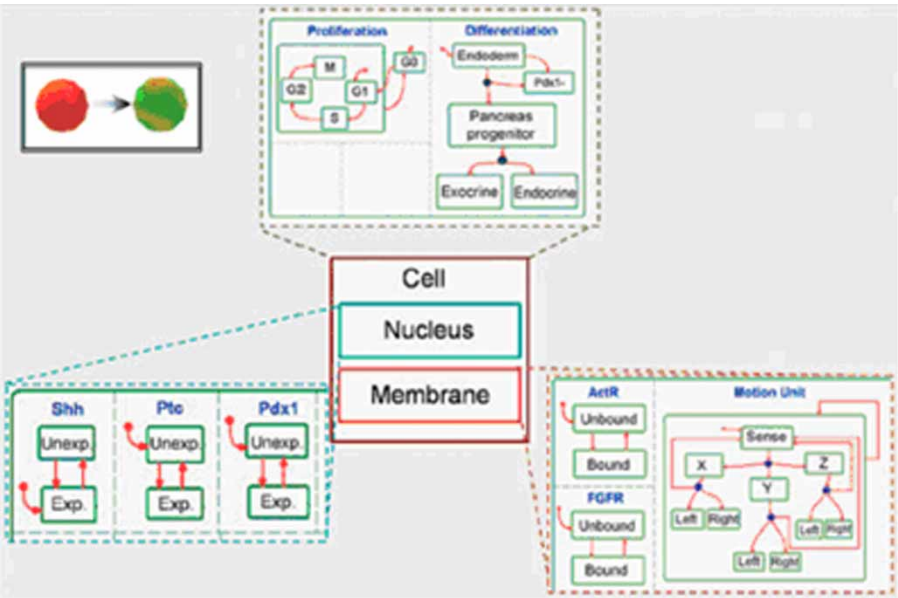 Proliferation
Differentiation
M
G0
G2
G1
S
Endoderm
Pdx1-
Pancreas
progenitor
Exocrine
Endocrine
Cell
Nucleus
Membrane
Shh
Ptc
Pdx1
Unexp.
Unexp.
Unexp.
Exp.
Exp.
Exp.
ActR
Unbound
Bound
FGFR
Unbound
Bound
Motion Unit
Sense
X
Z
Y
Left
Right
Left
Right
Left
Right